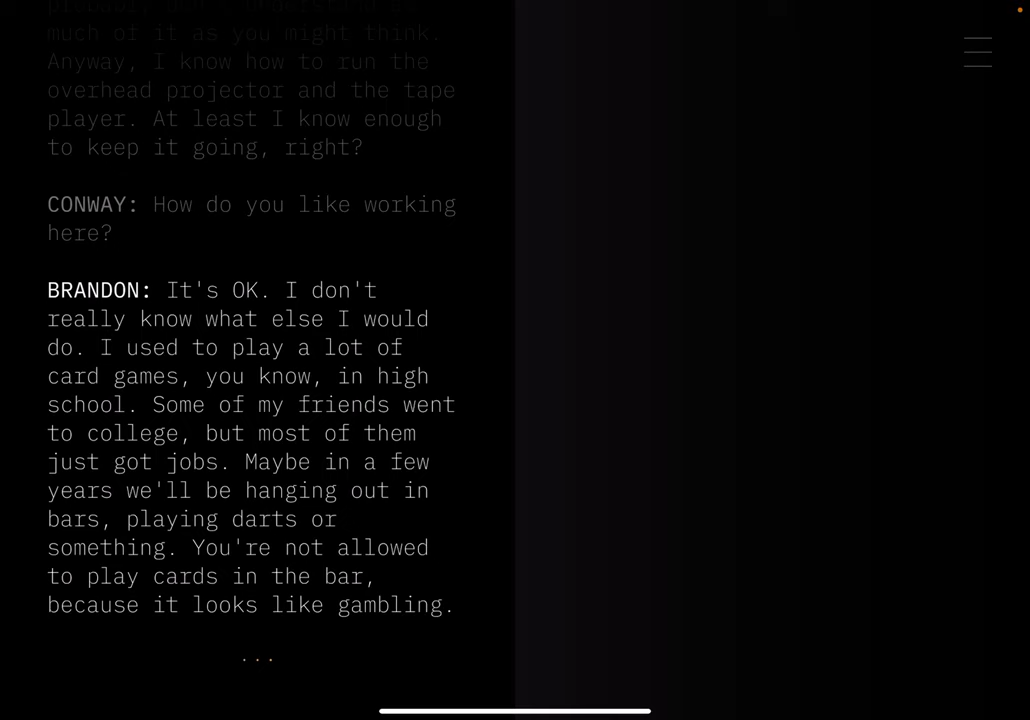 probably don't understand as
much of it as you might think.
Anyway, I know how to run the
overhead projector and the tape
player. At least I know enough
to keep it going, right?
CONWAY: How do you like working
here?
BRANDON: It's OK. I don't
really know what else I would
do. I used to play a lot of
card games, you know, in high
school. Some of my friends went
to college, but most of them
just got jobs. Maybe in a few
years we'll be hanging out in
bars, playing darts or
something. You're not allowed
to play cards in the bar,
because it looks like gambling.
...